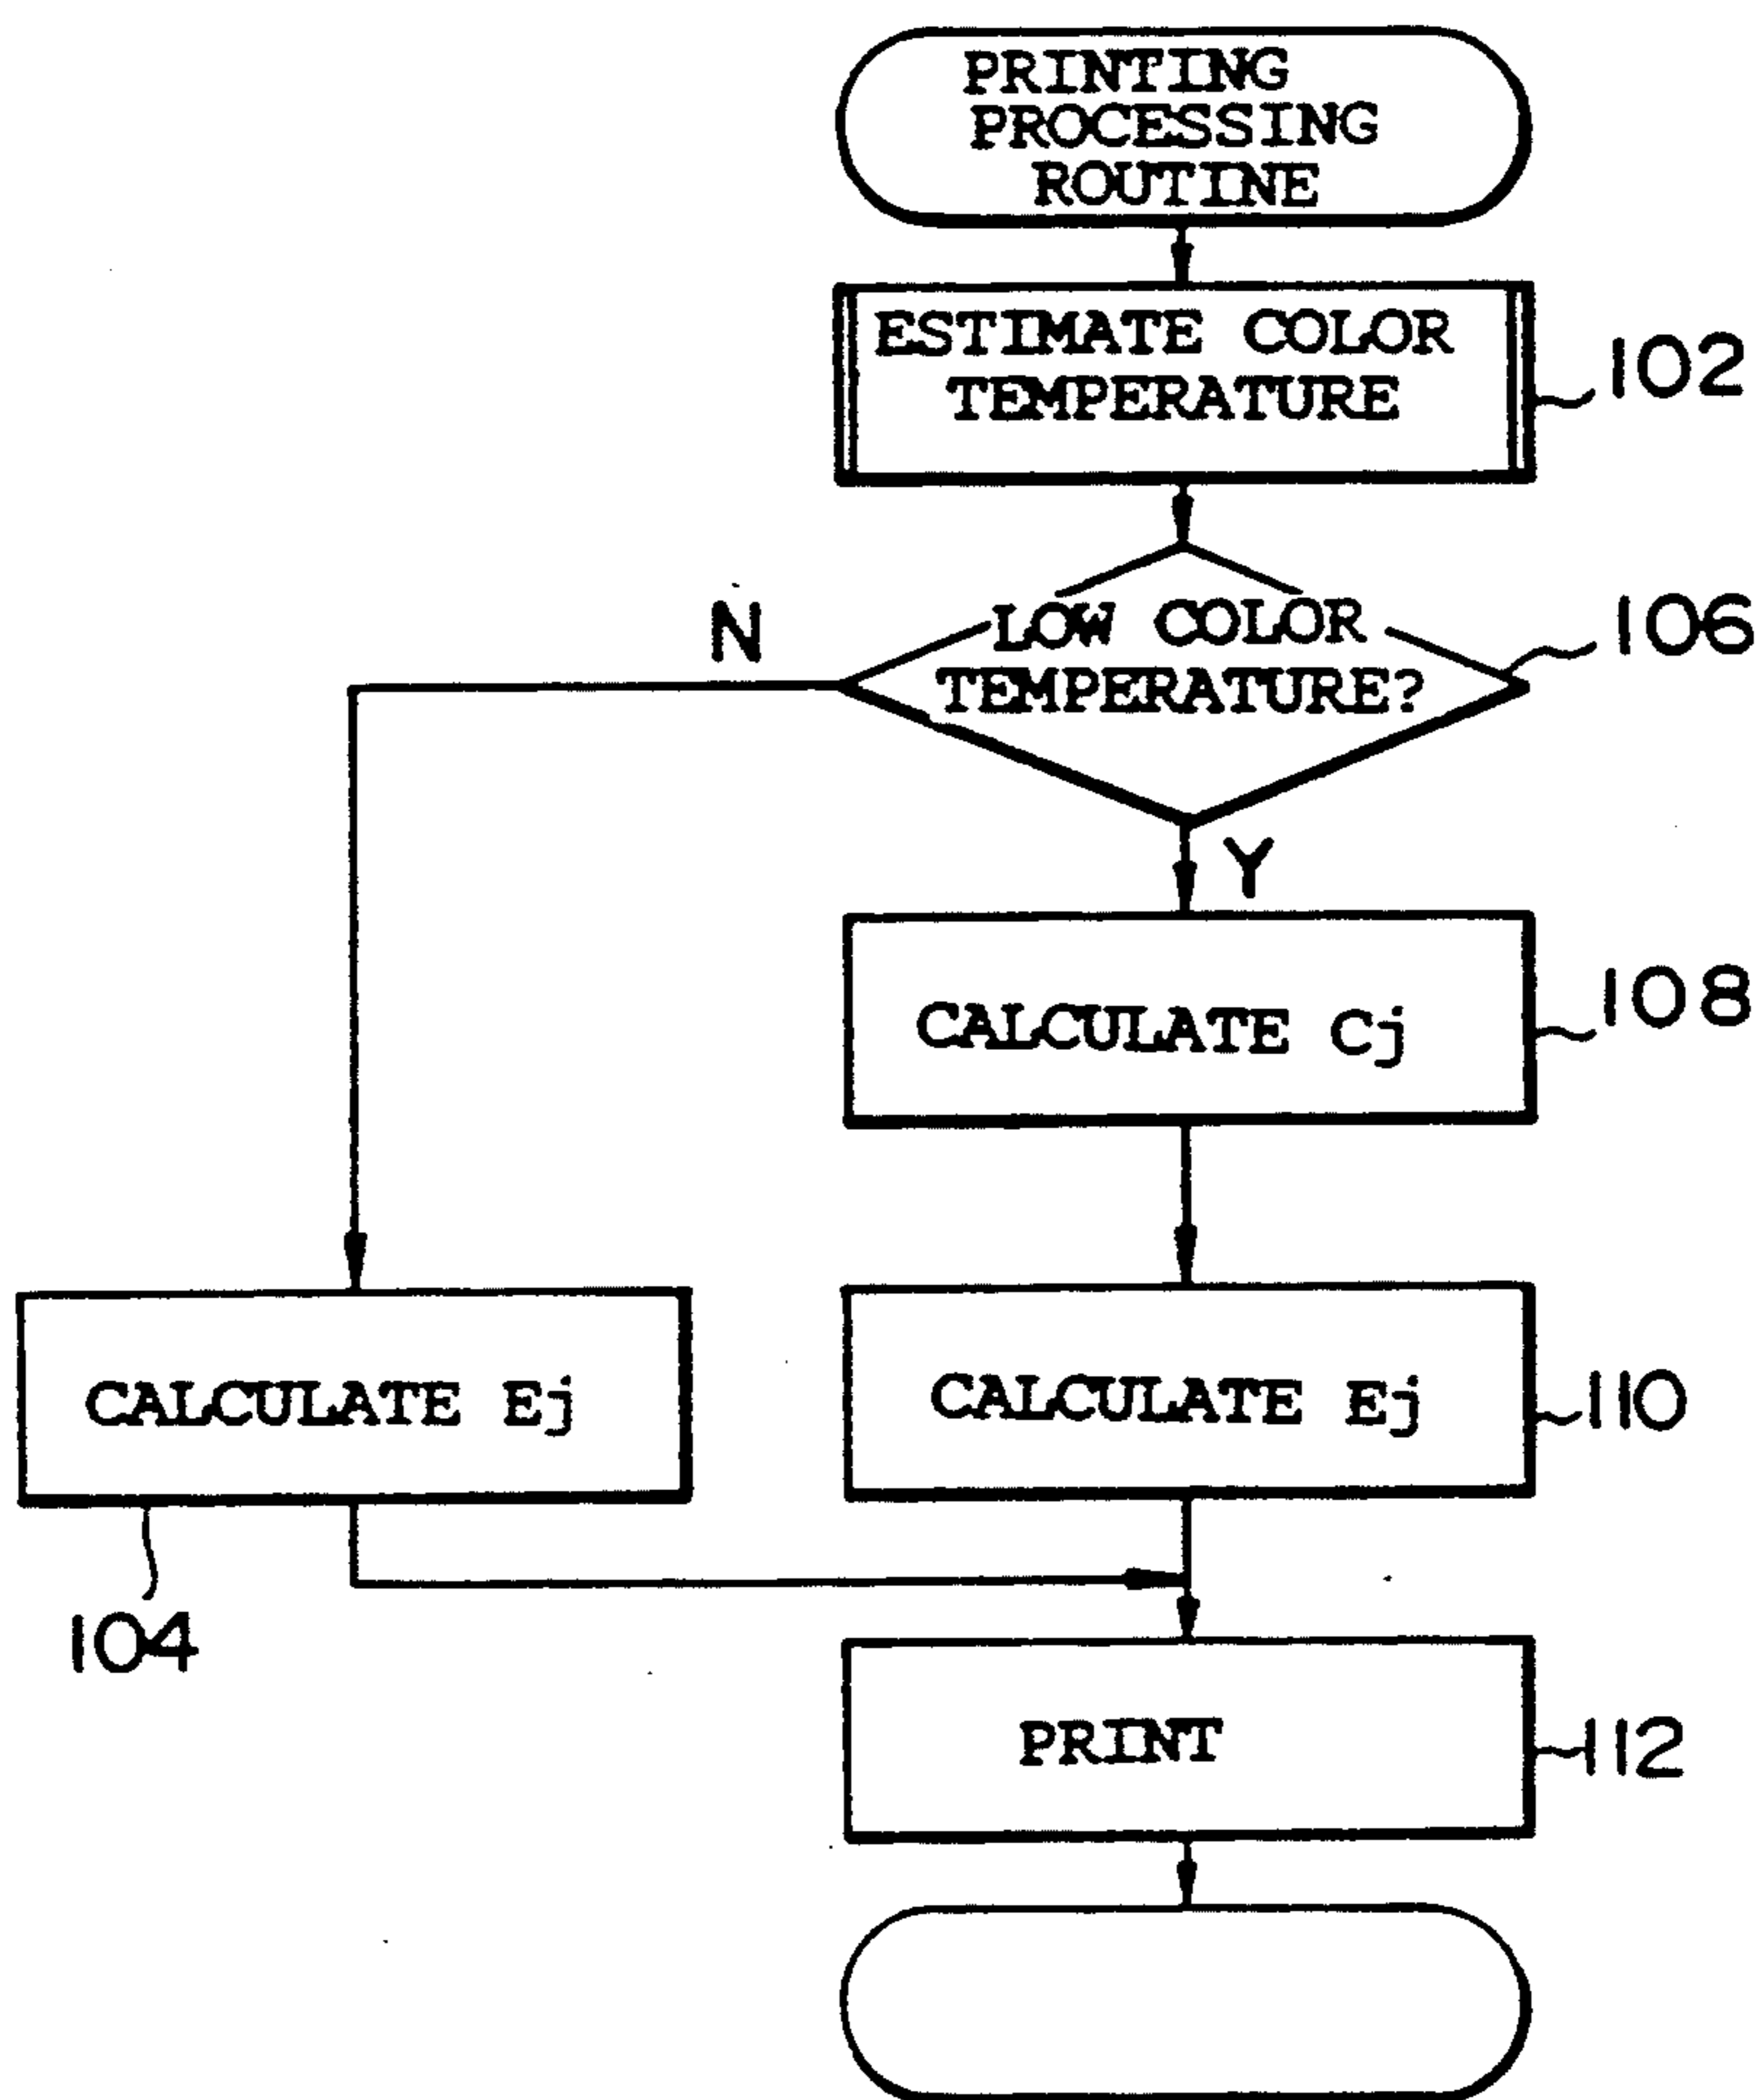 PRINTING
PROCESSING
ROUTINE
ESTIMATE COLOR
TEMPERATURE
102
LOW COLOR
TEMPERATURE?
106
N
Y
CALCULATE Cj
108
CALCULATE Ej
104
CALCULATE Ej
110
PRINT
112